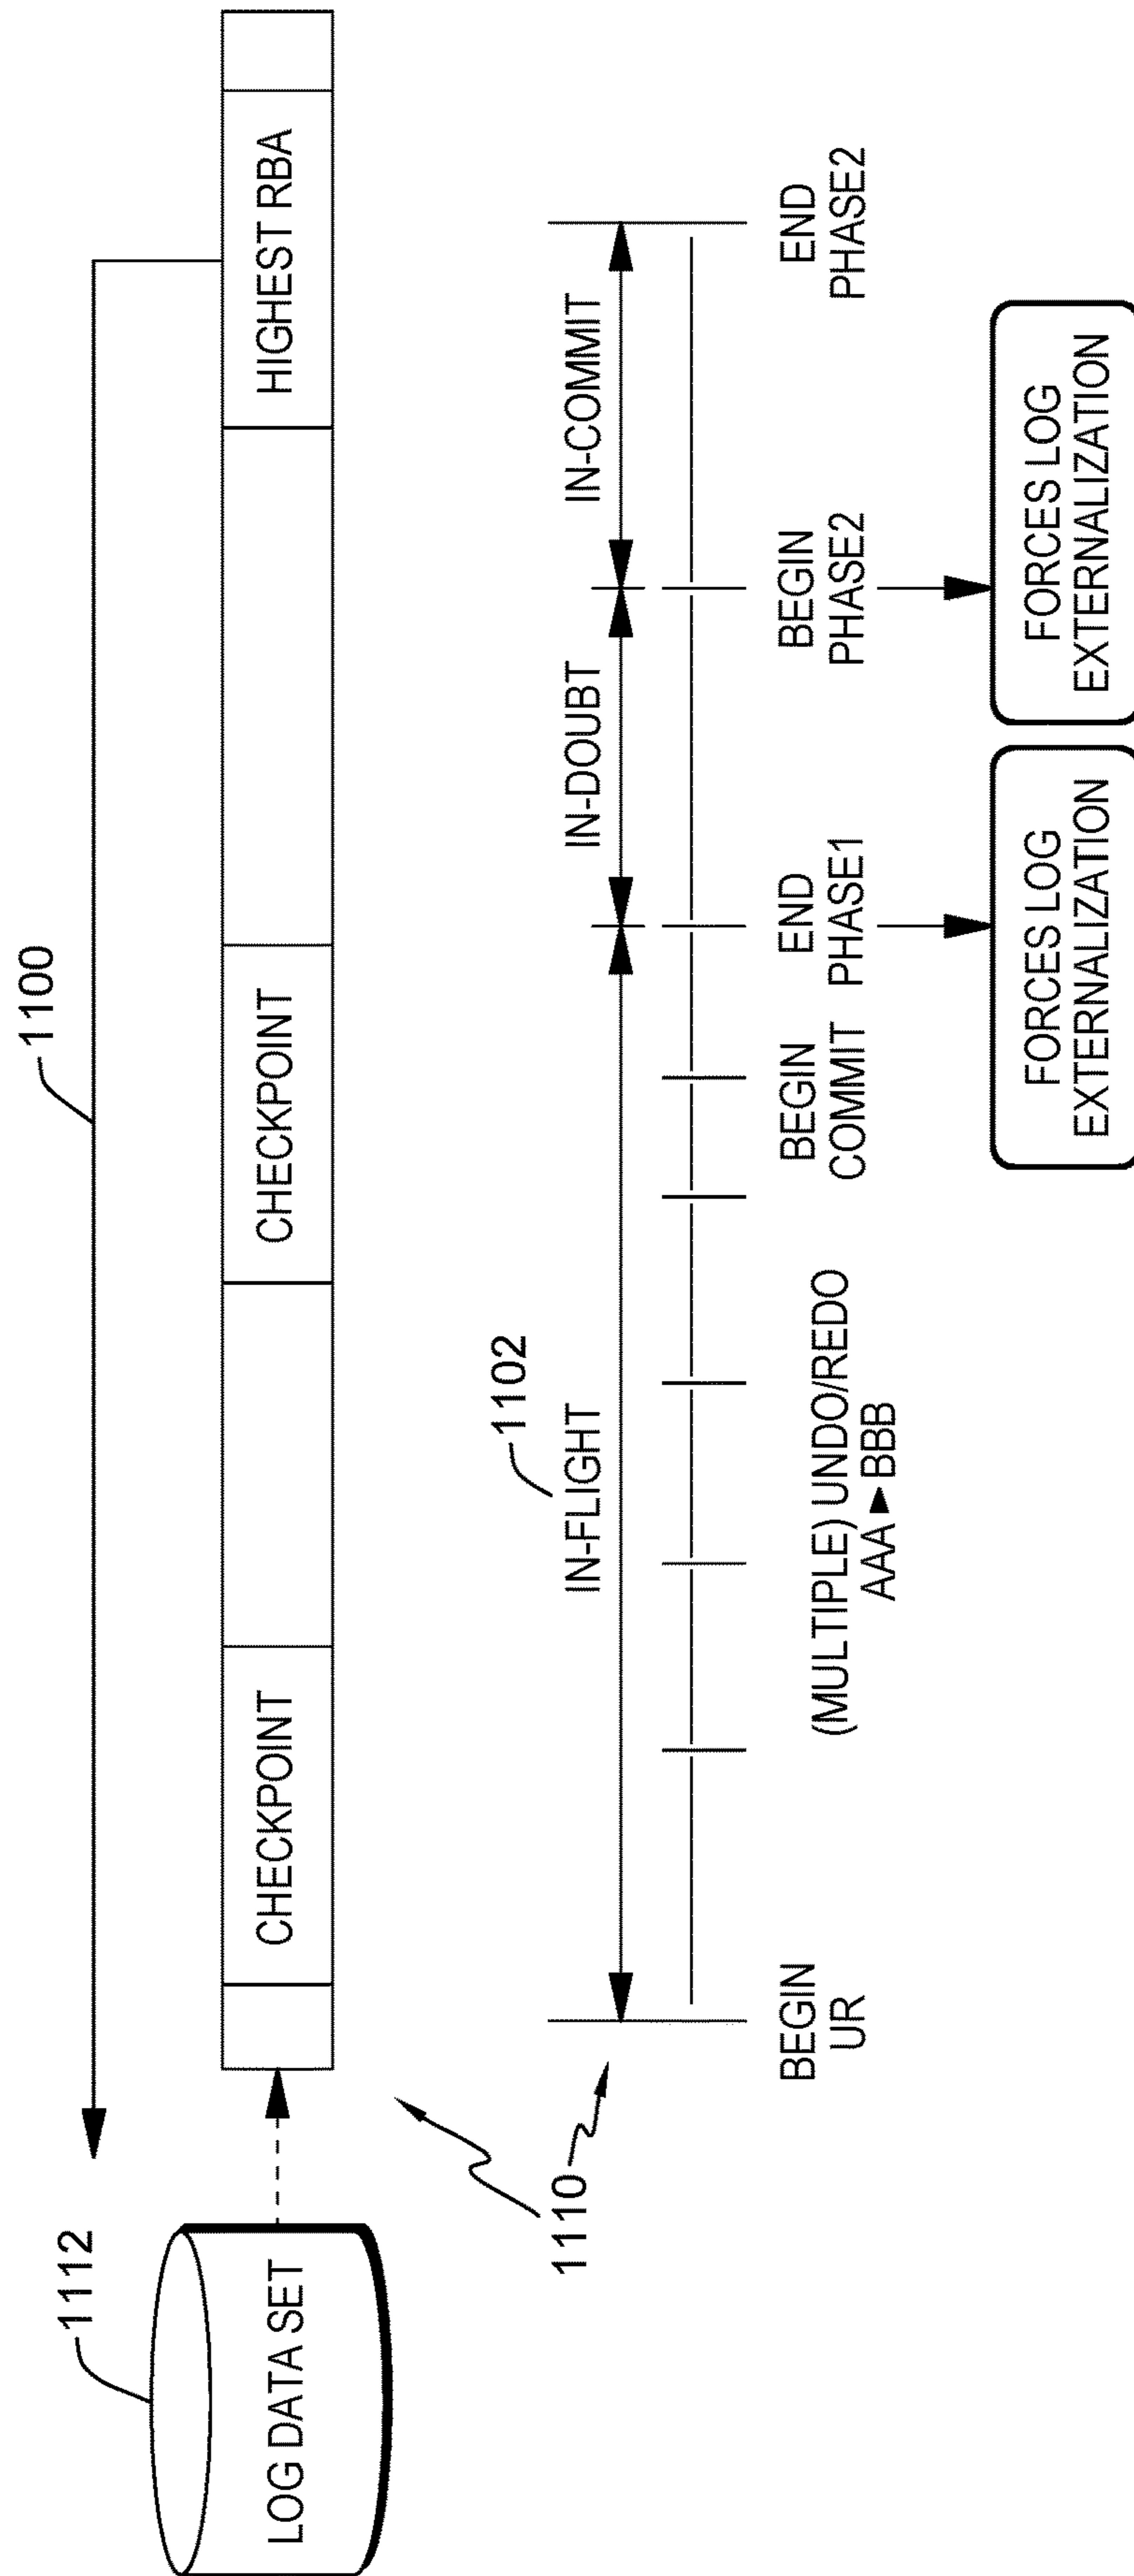 1100
1112
LOG DATA SET
CHECKPOINT
CHECKPOINT
HIGHEST RBA
1110
1102
IN-FLIGHT
IN-DOUBT
IN-COMMIT
BEGIN
UR
(MULTIPLE) UNDO/REDO
AAA ► BBB
BEGIN
COMMIT
END
PHASE1
BEGIN
PHASE2
END
PHASE2
FORCES LOG
EXTERNALIZATION
FORCES LOG
EXTERNALIZATION